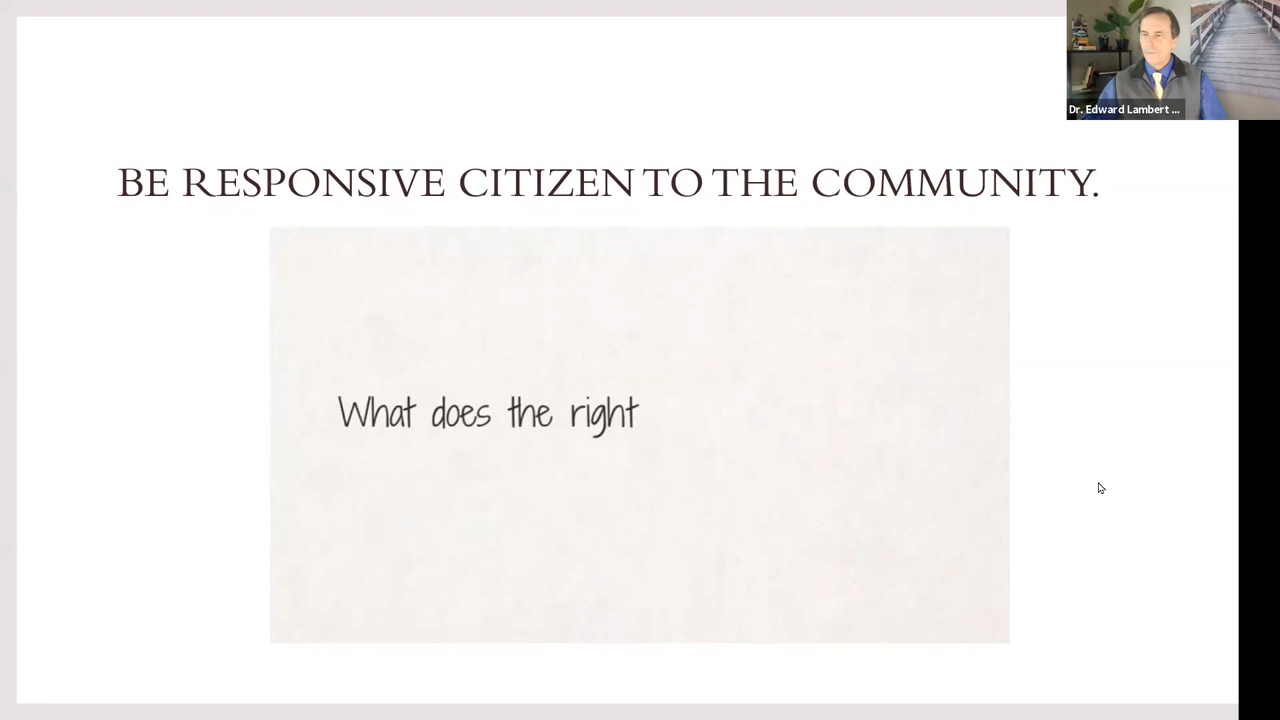 Dr. Edward Lambert ...
BE RESPONSIVE CITIZEN TO THE COMMUNITY.
What does the right